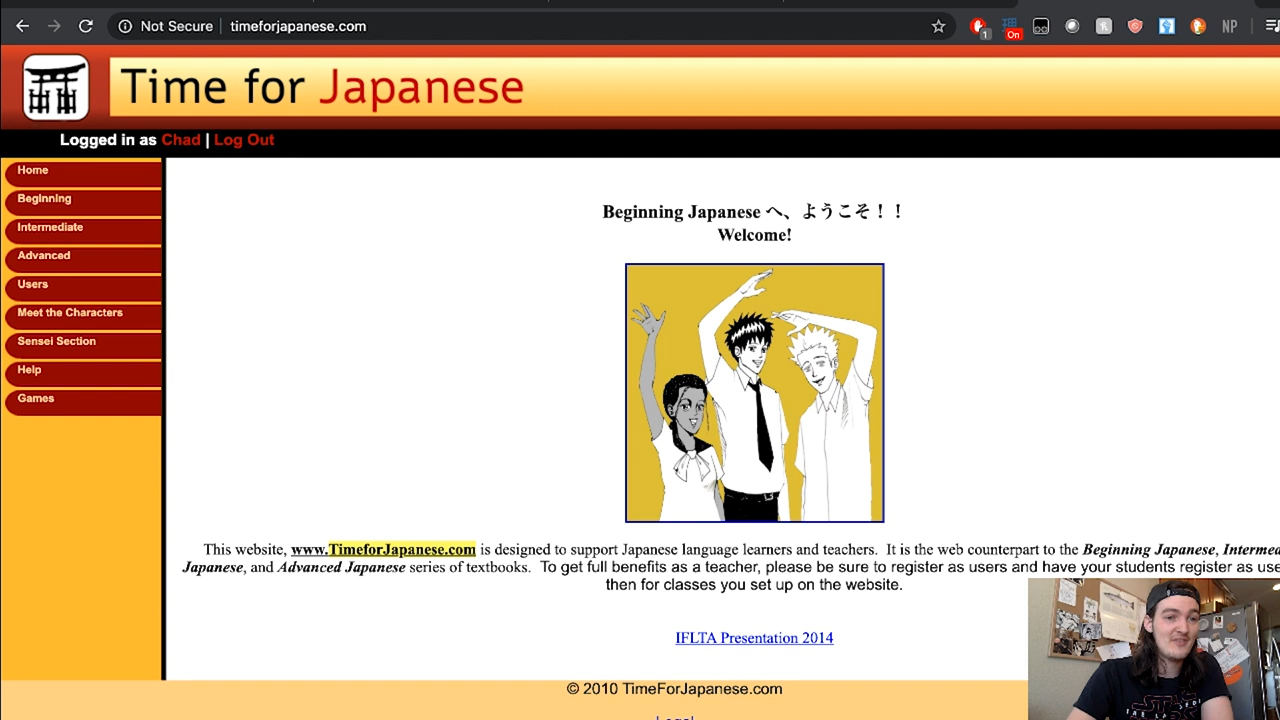 Not Secure | timeforjapanese.com
1
On
NP
Time for Japanese
Logged in as Chad | Log Out
Home
Beginning
Intermediate
Advanced
Users
Meet the Characters
Sensei Section
Help
Games
Beginning Japanese へ、ようこそ！！
Welcome!
This website, www.TimeforJapanese.com is designed to support Japanese language learners and teachers. It is the web counterpart to the Beginning Japanese,
Japanese, and Advanced Japanese series of textbooks. To get full benefits as a teacher, please be sure to register as users and have your students register as
then for classes you set up on the website.
IFLTA Presentation 2014
© 2010 TimeForJapanese.com
STAR